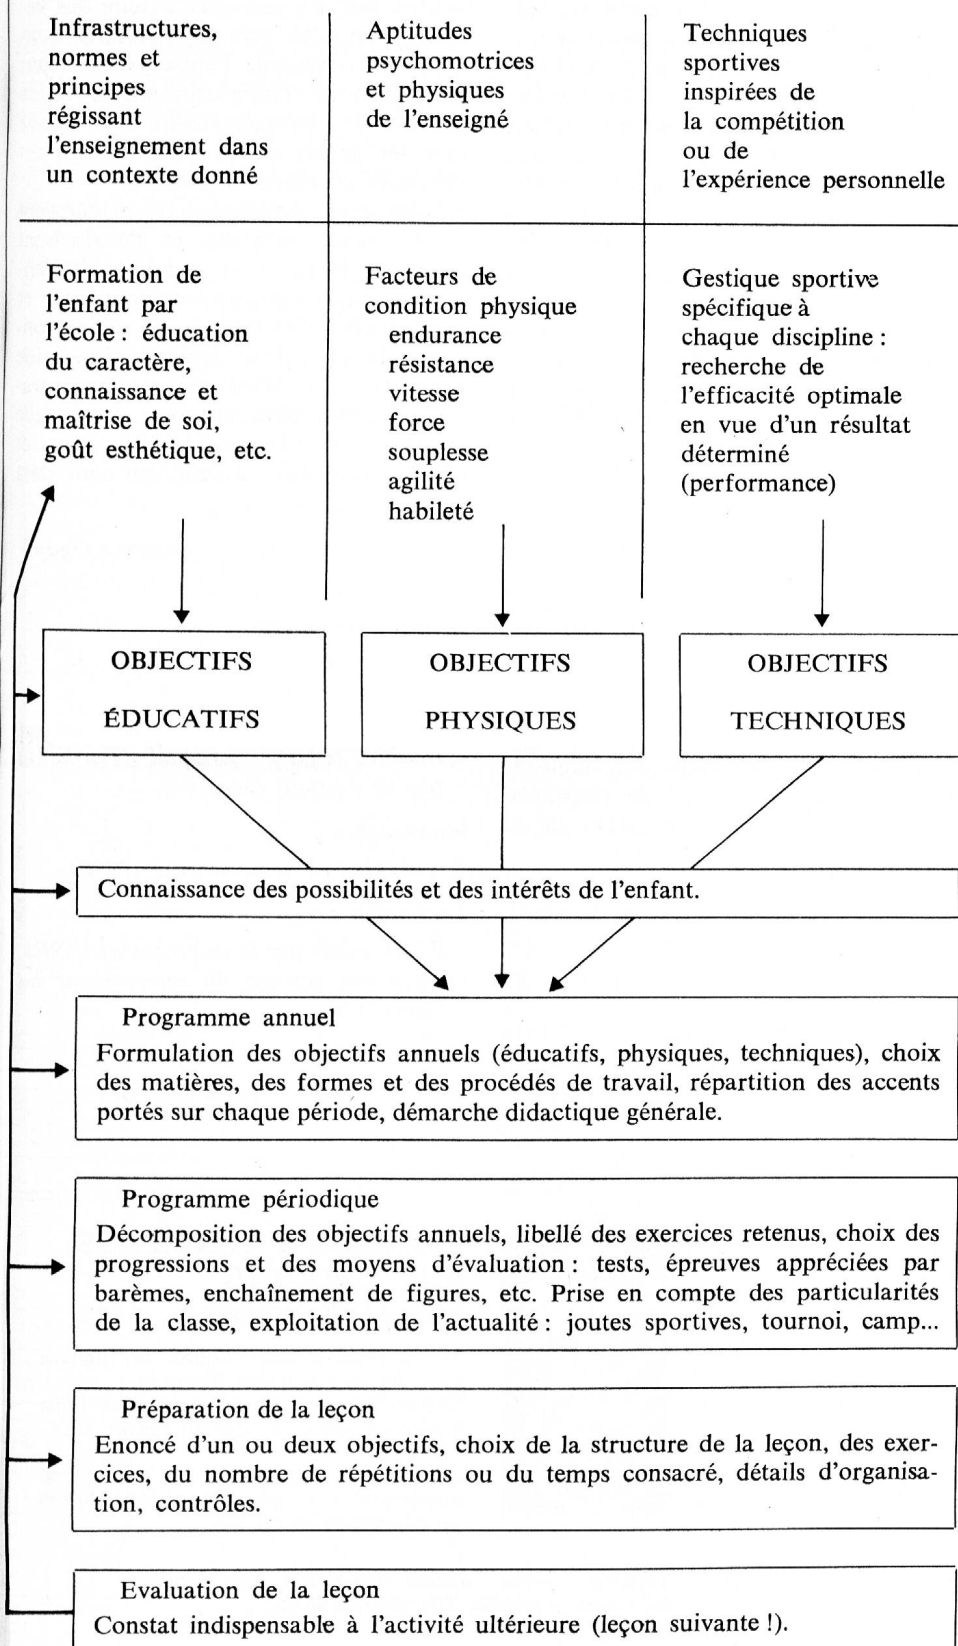 Infrastructures,
normes et
principes
régissant
l'enseignement dans
un contexte donné
Aptitudes
psychomotrices
et physiques
de l'enseigné
Techniques
sportives
inspirées de
la compétition
ou de
l'expérience personnelle
Formation de
l'enfant par
l'école : éducation
du caractère,
connaissance et
maîtrise de soi,
goût esthétique, etc.
Facteurs de
condition physique
endurance
résistance
vitesse
force
souplesse
agilité
habileté
Gestique sportive
spécifique à
chaque discipline :
recherche de
l'efficacité optimale
en vue d'un résultat
déterminé
(performance)
OBJECTIFS
ÉDUCATIFS
OBJECTIFS
PHYSIQUES
OBJECTIFS
TECHNIQUES
Connaissance des possibilités et des intérêts de l'enfant.
Programme annuel
Formulation des objectifs annuels (éducatifs, physiques, techniques), choix
des matières, des formes et des procédés de travail, répartition des accents
portés sur chaque période, démarche didactique générale.
Programme périodique
Décomposition des objectifs annuels, libellé des exercices retenus, choix des
progressions et des moyens d'évaluation : tests, épreuves appréciées par
barèmes, enchaînement de figures, etc. Prise en compte des particularités
de la classe, exploitation de l'actualité : joutes sportives, tournoi, camp...
Préparation de la leçon
Enoncé d'un ou deux objectifs, choix de la structure de la leçon, des exer-
cices, du nombre de répétitions ou du temps consacré, détails d'organisa-
tion, contrôles.
Evaluation de la leçon
Constat indispensable à l'activité ultérieure (leçon suivante !).